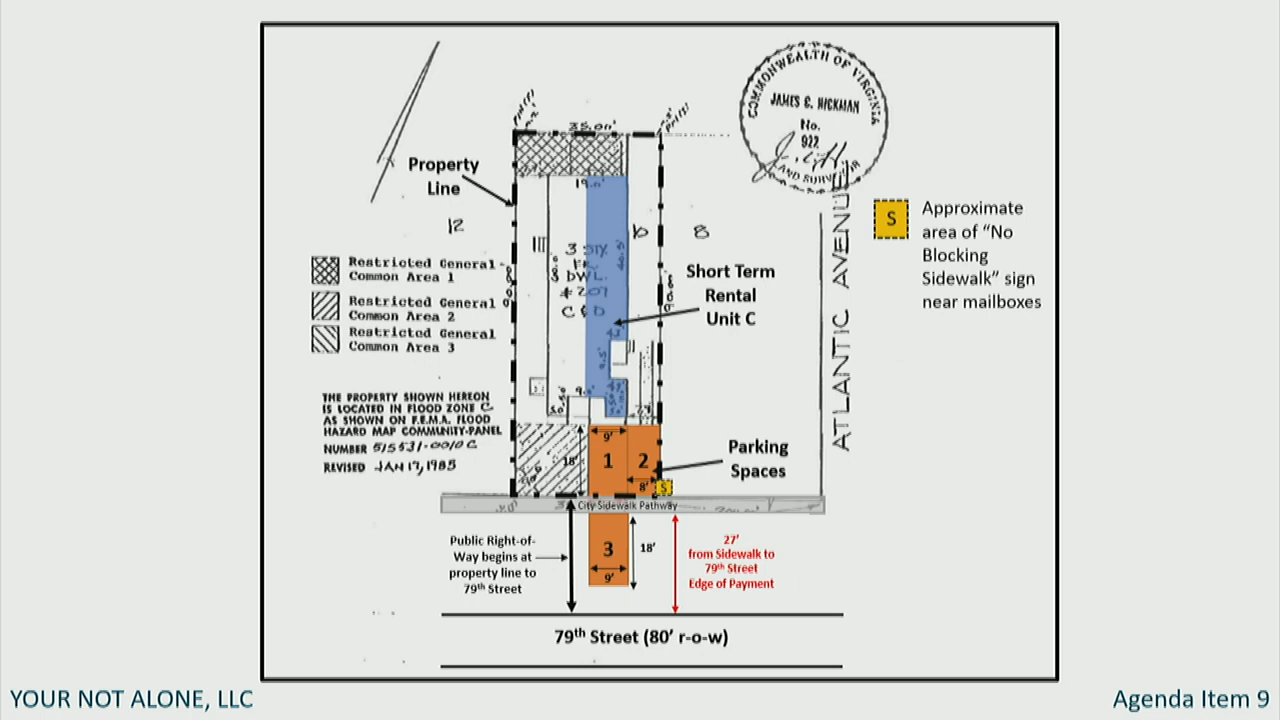 COMMONWEALTH OF VIRGINIA
JAMES C. HICKMAN
No.
922
LAND SURVEYOR
35.00'
Property
Line
12
8
19.0'
Restricted General
Common Area 1
Restricted General
Common Area 2
Restricted General
Common Area 3
Short Term
Rental
Unit C
ATLANTIC AVENUE
S
Approximate
area of “No
Blocking
Sidewalk” sign
near mailboxes
THE PROPERTY SHOWN HEREON
IS LOCATED IN FLOOD ZONE C
AS SHOWN ON F.E.M.A. FLOOD
HAZARD MAP COMMUNITY-PANEL
NUMBER 515531-0010 C
REVISED JAN 17, 1985
9'
18'
1
2
8'
S
Parking
Spaces
City Sidewalk Pathway
Public Right-of-
Way begins at
property line to
79th Street
3
9'
18'
27'
from Sidewalk to
79th Street
Edge of Payment
79th Street (80’ r-o-w)
YOUR NOT ALONE, LLC
Agenda Item 9